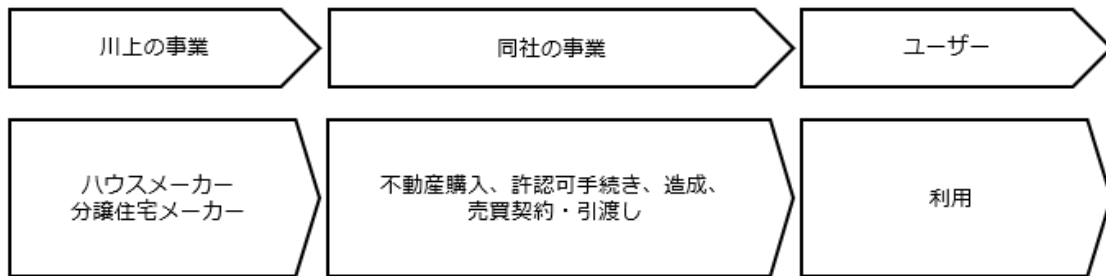 川上の事業
同社の事業
ユーザー
ハウスメーカー
分譲住宅メーカー
不動産購入、許認可手続き、造成、
売買契約・引渡し
利用